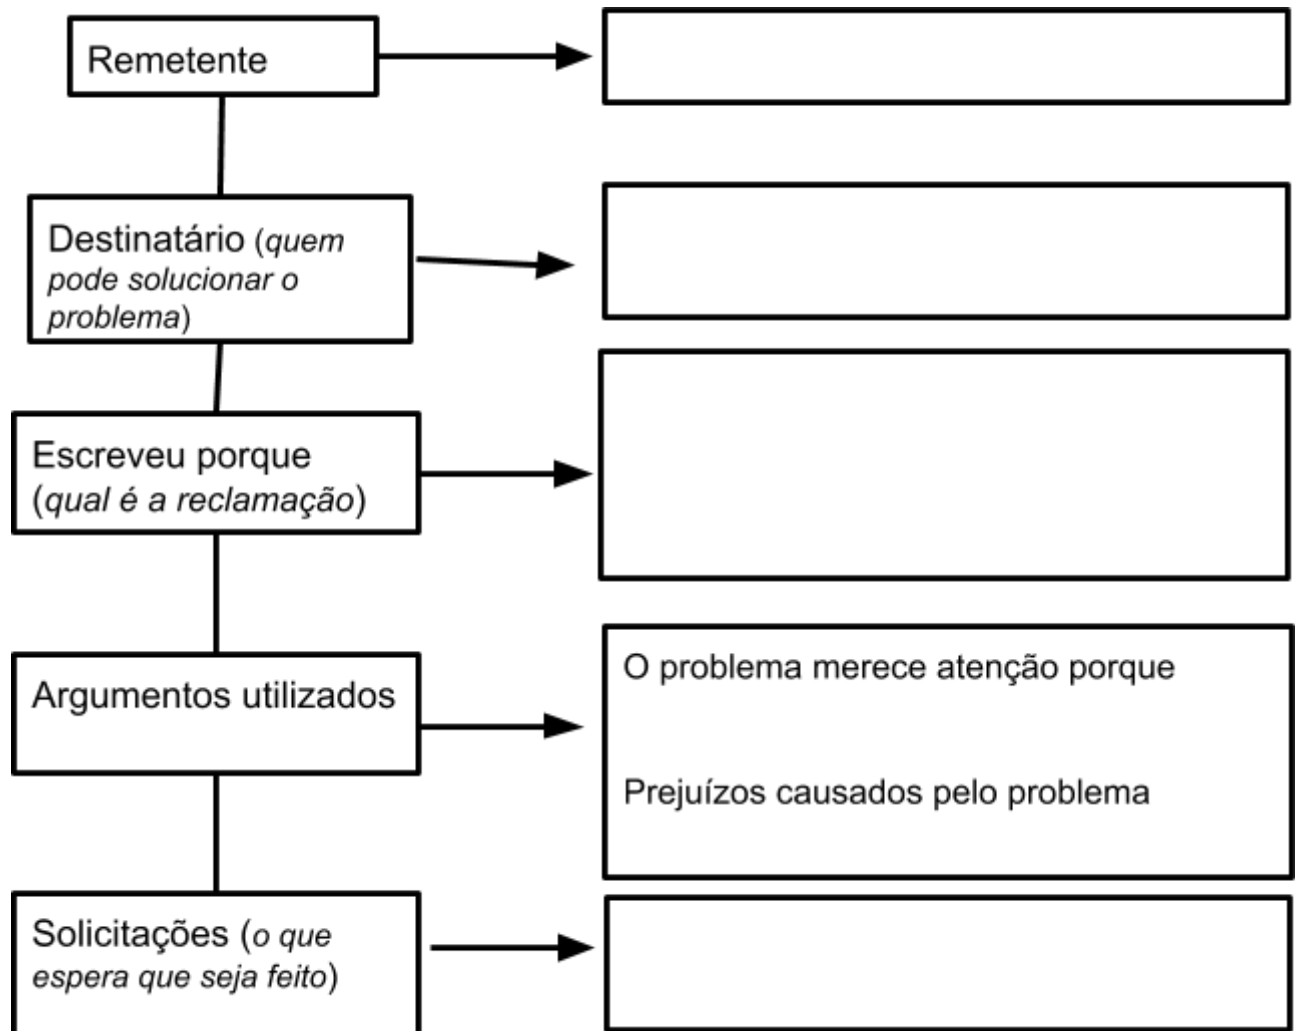 Remetente
Destinatário (quem
pode solucionar o
problema)
Escreveu porque
(qual é a reclamação)
Argumentos utilizados
O problema merece atenção porque
Prejuízos causados pelo problema
Solicitações (o que
espera que seja feito)